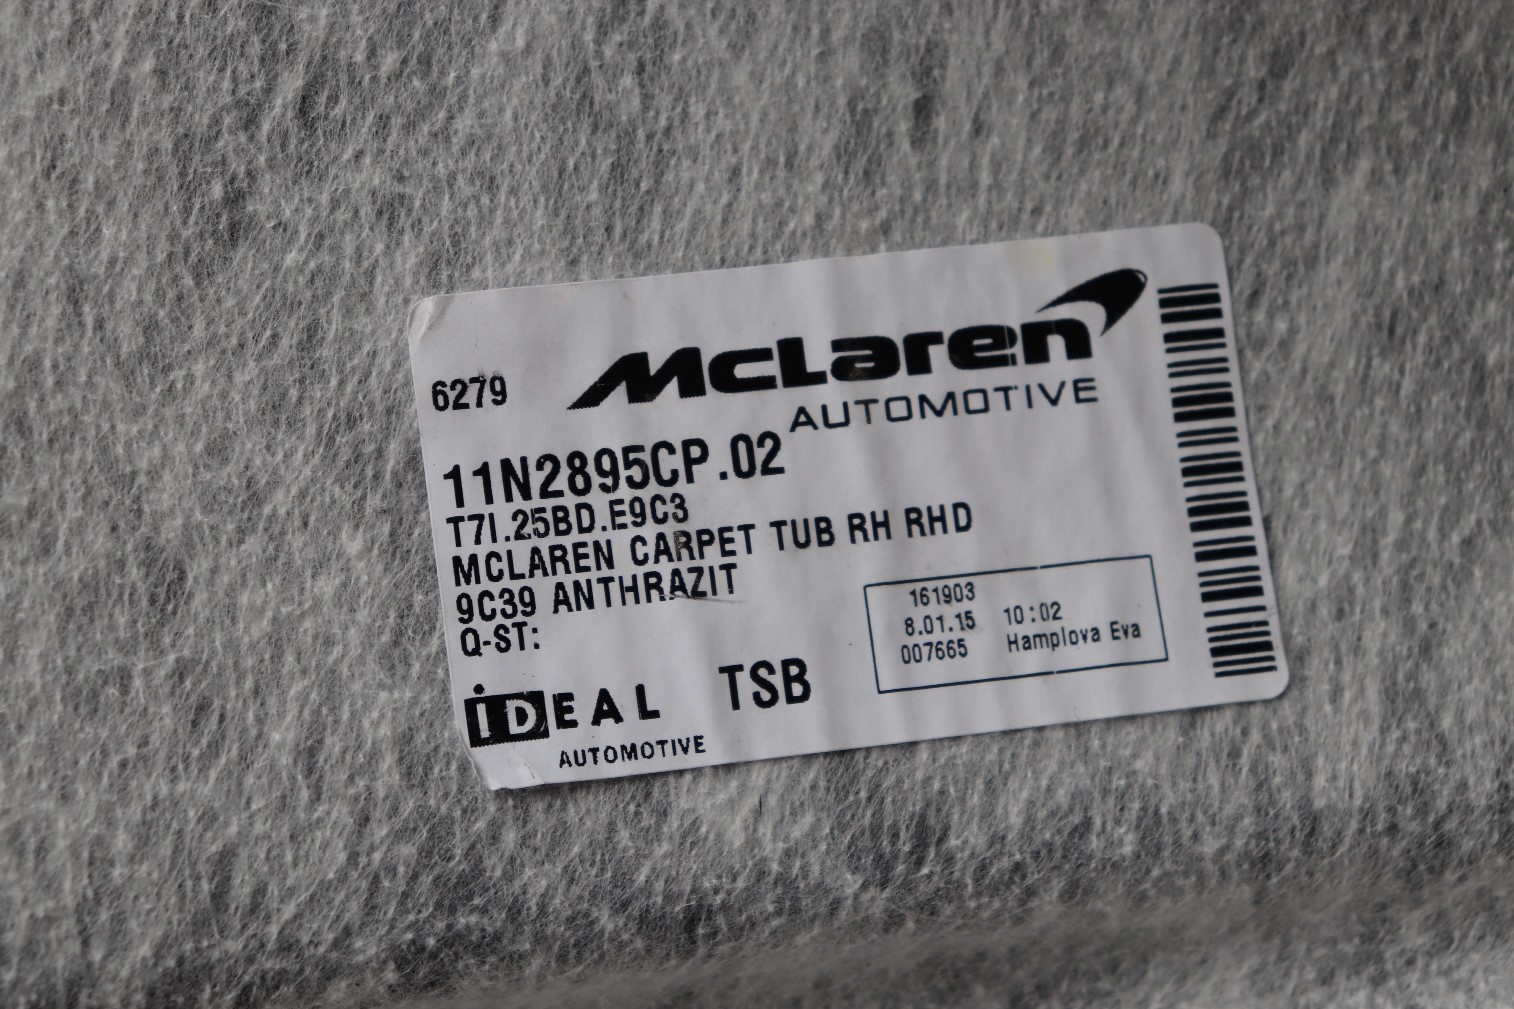 McLaren
6279
AUTOMOTIVE
11N2895CP.02
T7I.25BD.E9C3
MCLAREN CARPET TUB RH RHD
9C39 ANTHRAZIT
Q-ST:
161903
8.01.15 10:02
007665 Hamplova Eva
iDEAL TSB
AUTOMOTIVE